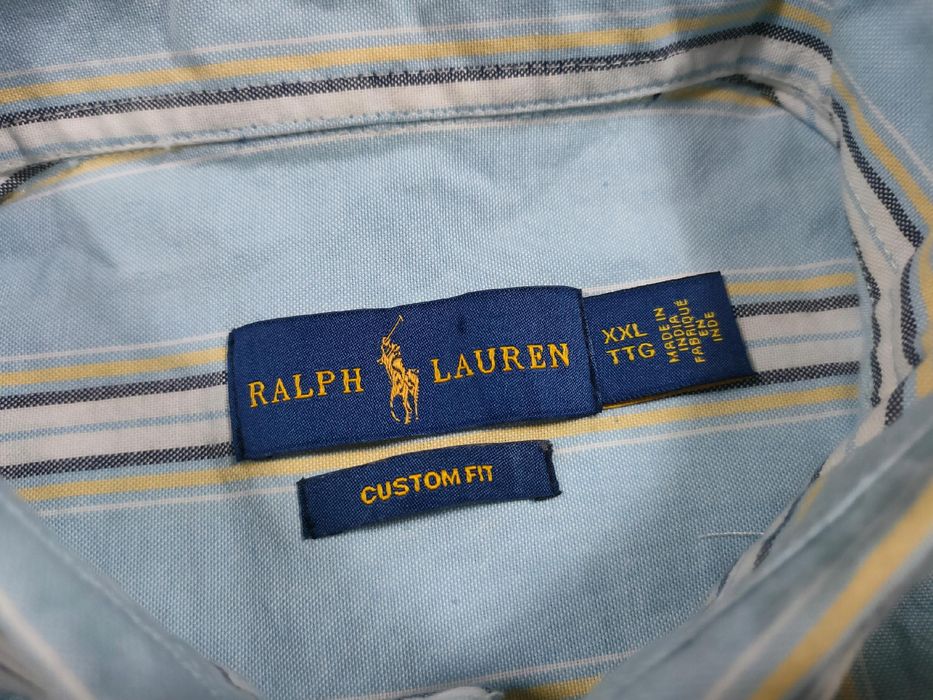 RALPH LAUREN
XXL
TTG
MADE IN
INDIA
FABRIQUÉ
EN
INDE
CUSTOM FIT